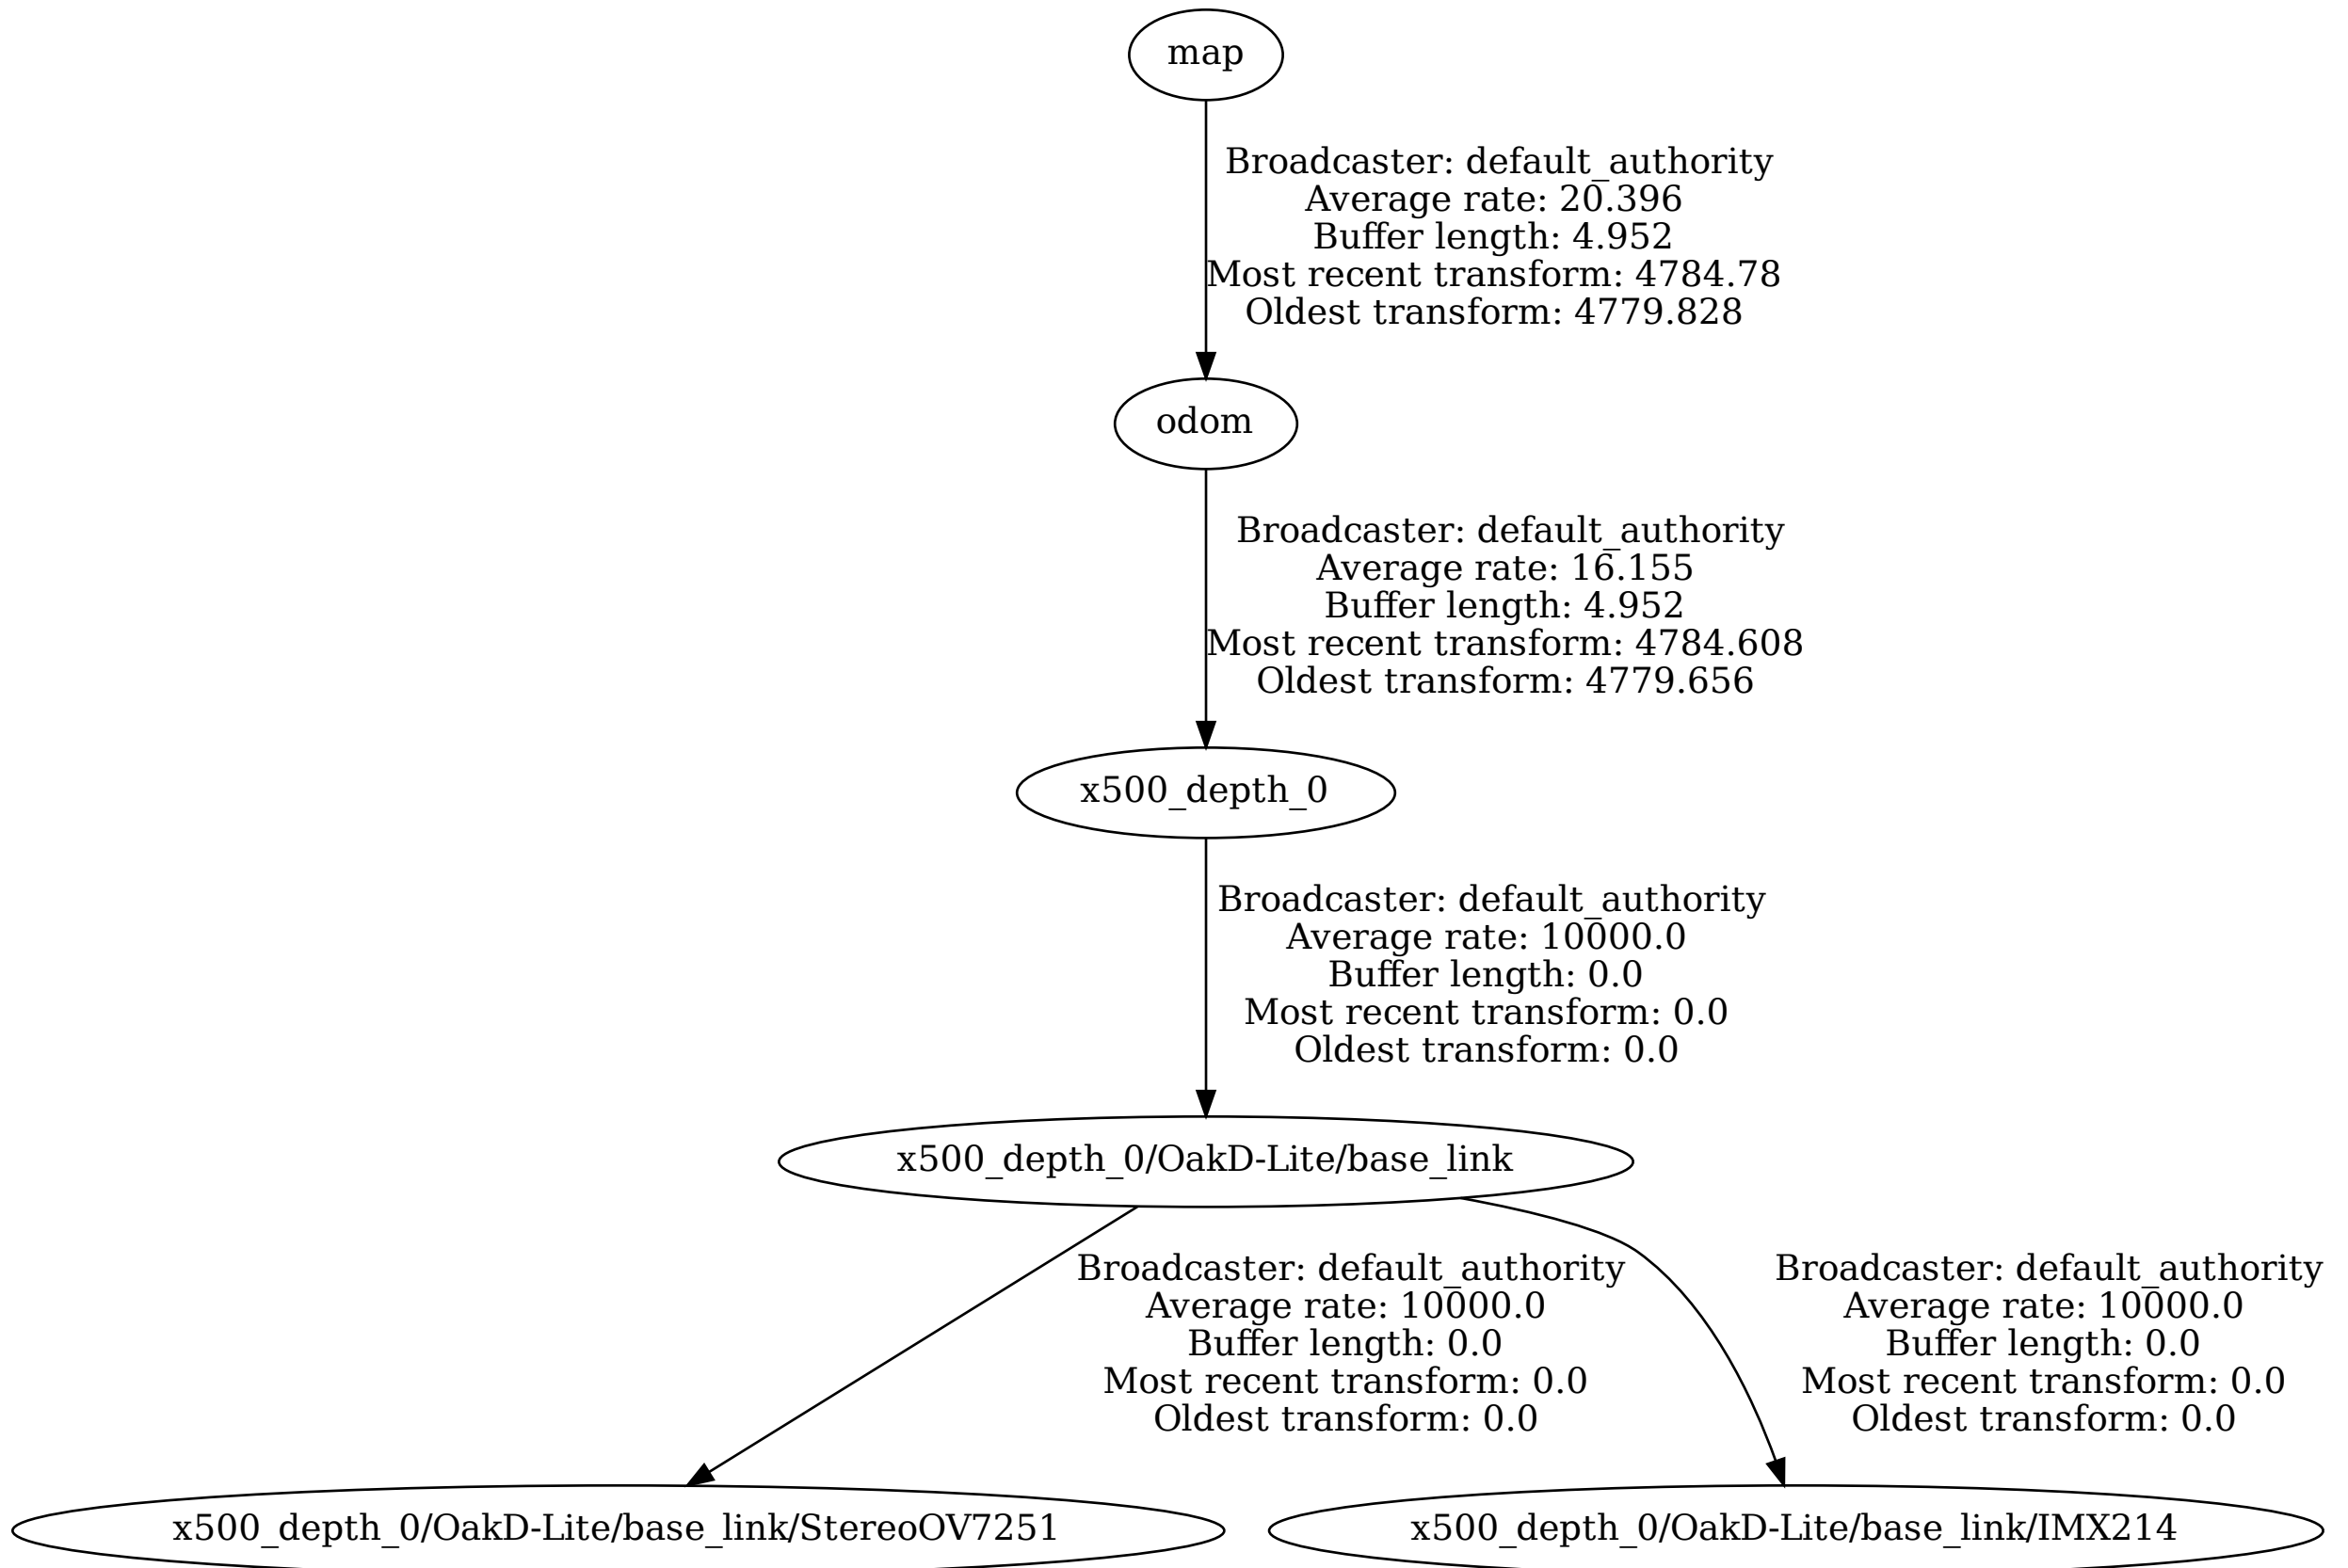 map
Broadcaster: default_authority
Average rate: 20.396
Buffer length: 4.952
Most recent transform: 4784.78
Oldest transform: 4779.828
odom
Broadcaster: default_authority
Average rate: 16.155
Buffer length: 4.952
Most recent transform: 4784.608
Oldest transform: 4779.656
x500_depth_0
Broadcaster: default_authority
Average rate: 10000.0
Buffer length: 0.0
Most recent transform: 0.0
Oldest transform: 0.0
x500_depth_0/OakD-Lite/base_link
Broadcaster: default_authority
Average rate: 10000.0
Buffer length: 0.0
Most recent transform: 0.0
Oldest transform: 0.0
Broadcaster: default_authority
Average rate: 10000.0
Buffer length: 0.0
Most recent transform: 0.0
Oldest transform: 0.0
x500_depth_0/OakD-Lite/base_link/StereoOV7251
x500_depth_0/OakD-Lite/base_link/IMX214